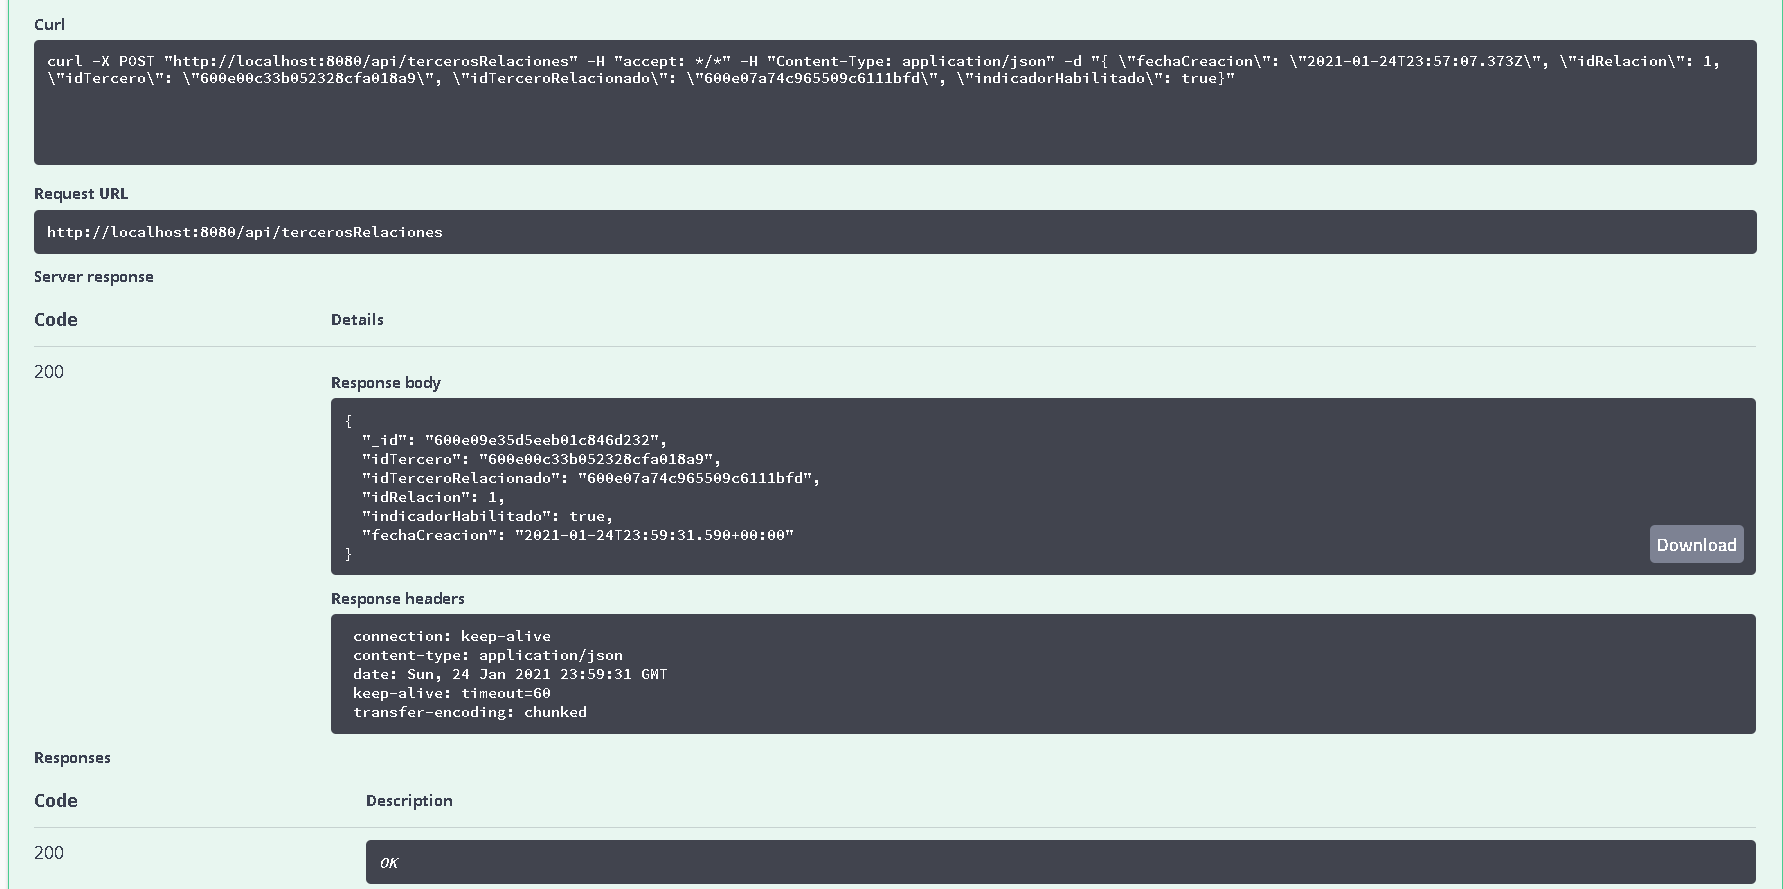 Curl
curl -X POST "http://localhost:8080/api/tercerosRelaciones" -H "accept: */*" -H "Content-Type: application/json" -d "{ \"fechaCreacion\": \"2021-01-24T23:57:07.373Z\", \"idRelacion\": 1,
\"idTercero\": \"600e00c33b052328cfa018a9\", \"idTerceroRelacionado\": \"600e07a74c965509c6111bfd\", \"indicadorHabilitado\": true}"
Request URL
http://localhost:8080/api/tercerosRelaciones
Server response
Code Details
200
Response body
{
"_id": "600e09e35d5eeb01c846d232",
"idTercero": "600e00c33b052328cfa018a9",
"idTerceroRelacionado": "600e07a74c965509c6111bfd",
"idRelacion": 1,
"indicadorHabilitado": true,
"fechaCreacion": "2021-01-24T23:59:31.590+00:00"
}
Download
Response headers
connection: keep-alive
content-type: application/json
date: Sun, 24 Jan 2021 23:59:31 GMT
keep-alive: timeout=60
transfer-encoding: chunked
Responses
Code Description
200
OK